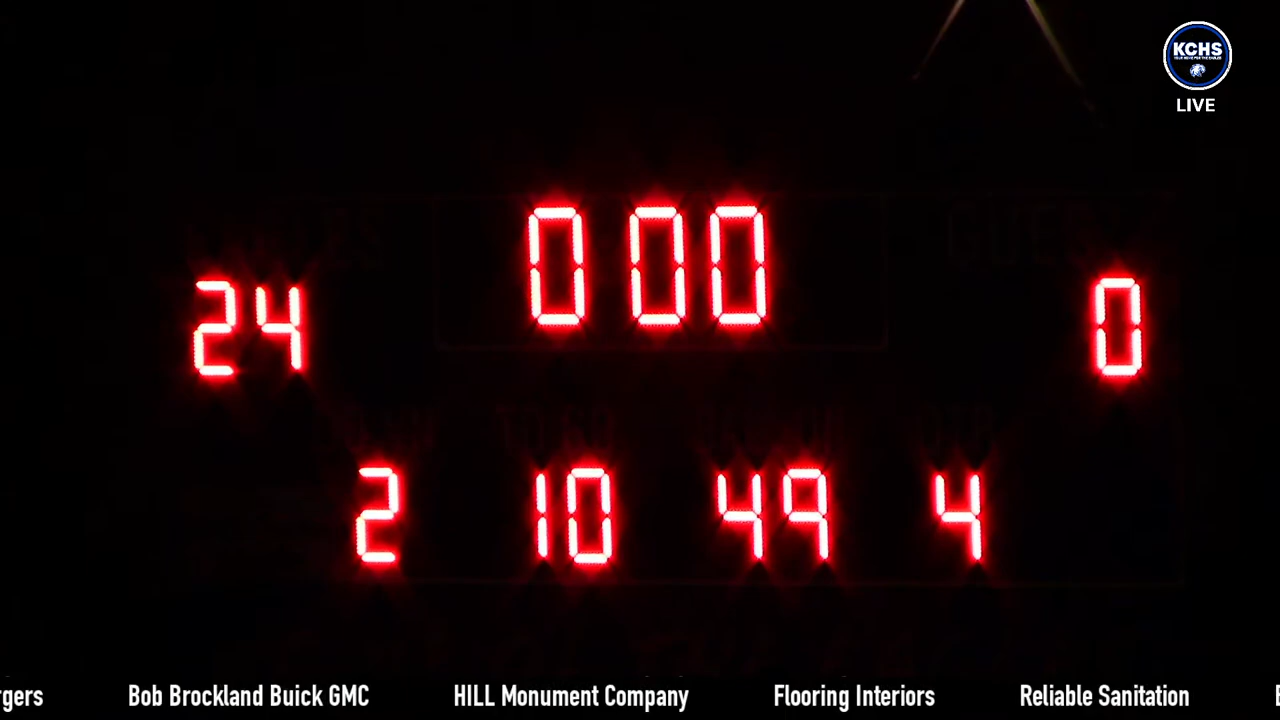 KCHS
LIVE
000
24
0
2 10 49 4
rgers Bob Brockland Buick GMC HILL Monument Company Flooring Interiors Reliable Sanitation